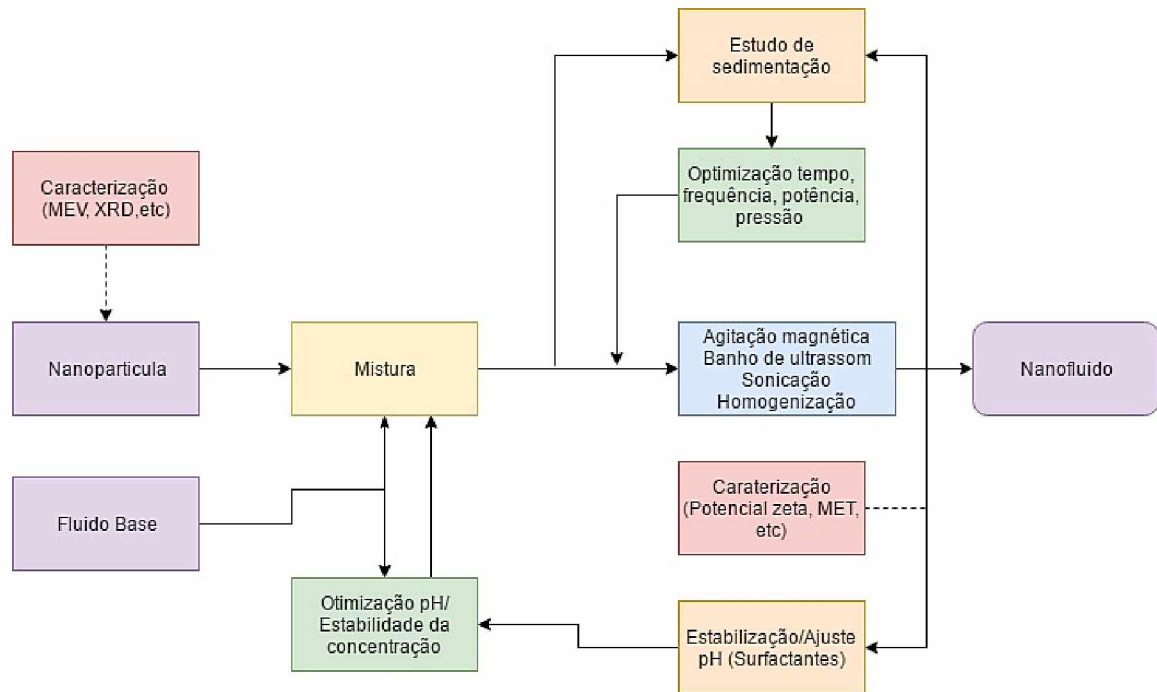 Estudo de
sedimentação
Caracterização
(MEV, XRD,etc)
Optimização tempo,
frequência, potência,
pressão
Nanoparticula
Mistura
Agitação magnética
Banho de ultrassom
Sonicação
Homogenização
Nanofluido
Fluido Base
Caraterização
(Potencial zeta, MET,
etc)
Otimização pH/
Estabilidade da
concentração
Estabilização/Ajuste
pH (Surfactantes)